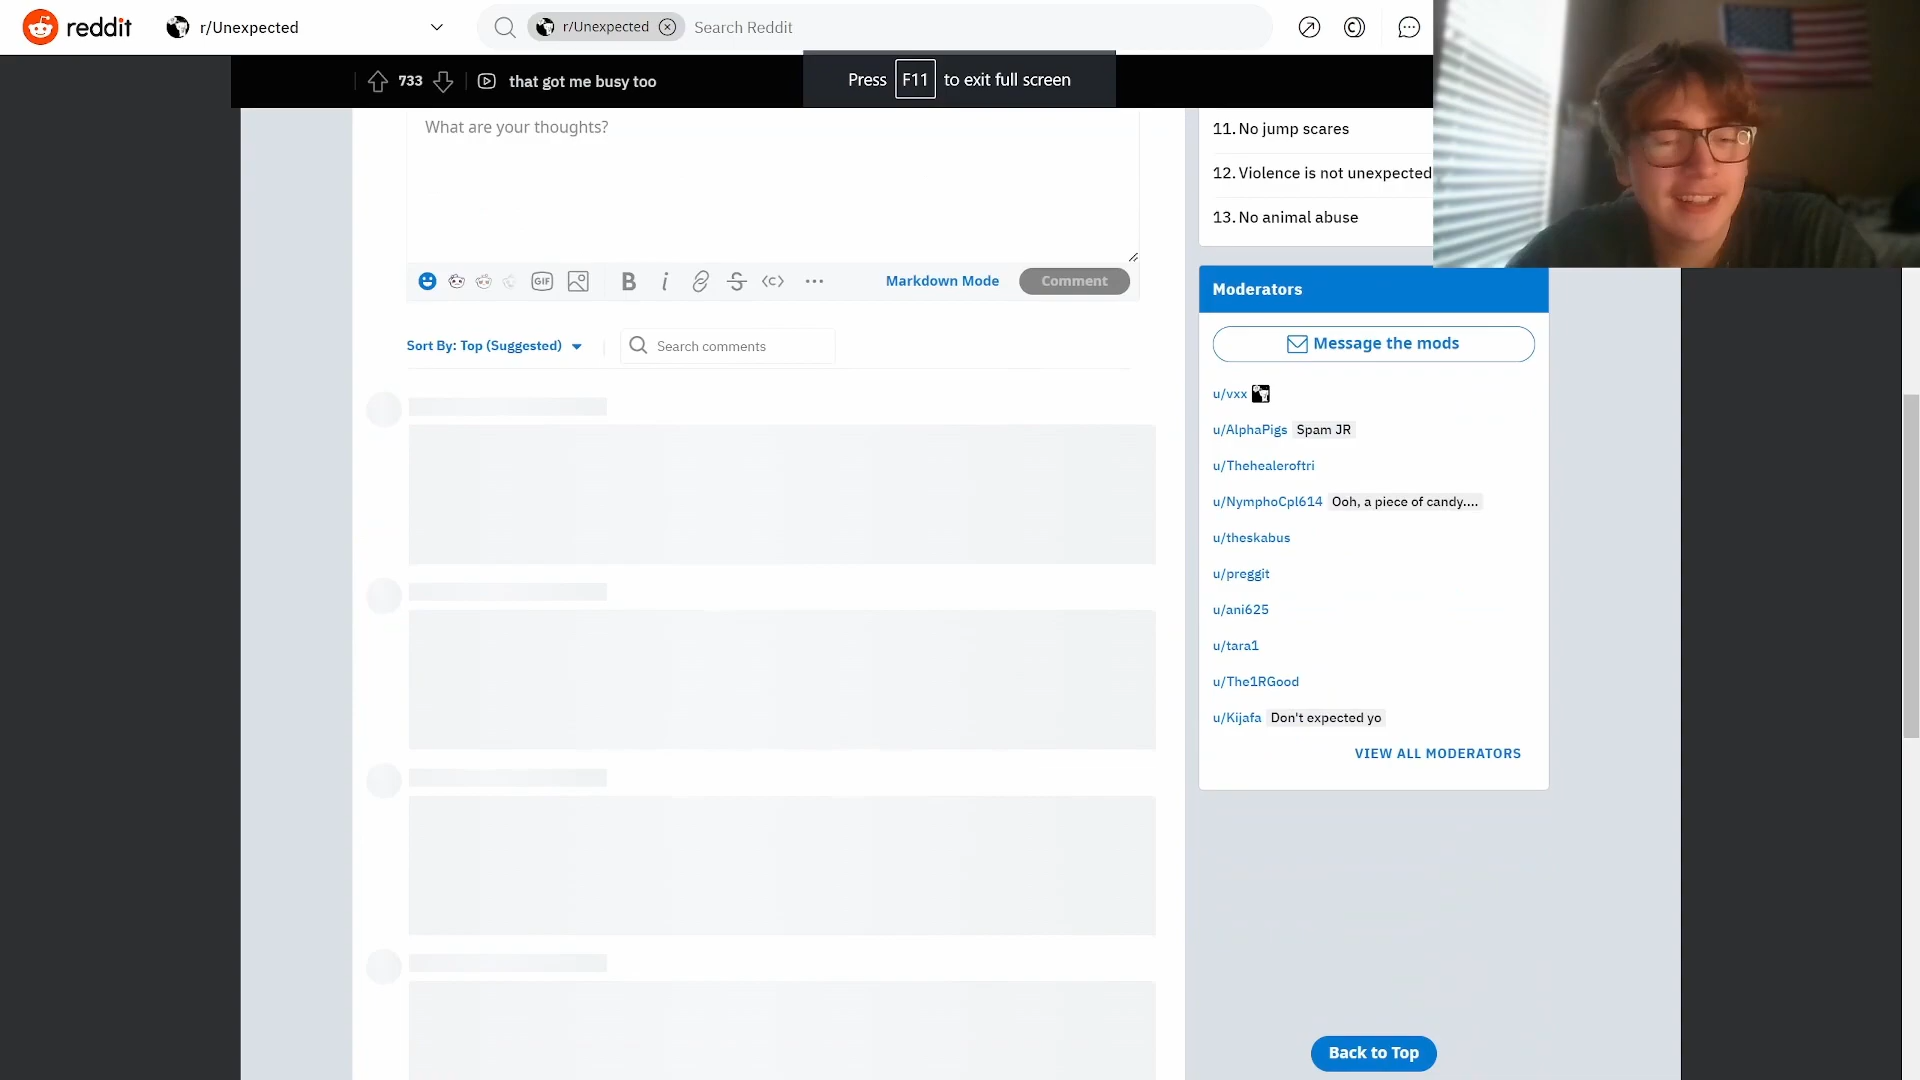 reddit
r/Unexpected
r/Unexpected
Search Reddit
733
that got me busy too
Press F11 to exit full screen
What are your thoughts?
GIF
B
i
Markdown Mode
Comment
Sort By: Top (Suggested)
Search comments
11. No jump scares
12. Violence is not unexpected
13. No animal abuse
Moderators
Message the mods
u/vxx
u/AlphaPigs Spam JR
u/Thehealeroftri
u/NymphoCpl614 Ooh, a piece of candy....
u/theskabus
u/preggit
u/ani625
u/tara1
u/The1RGood
u/Kijafa Don't expected yo
VIEW ALL MODERATORS
Back to Top